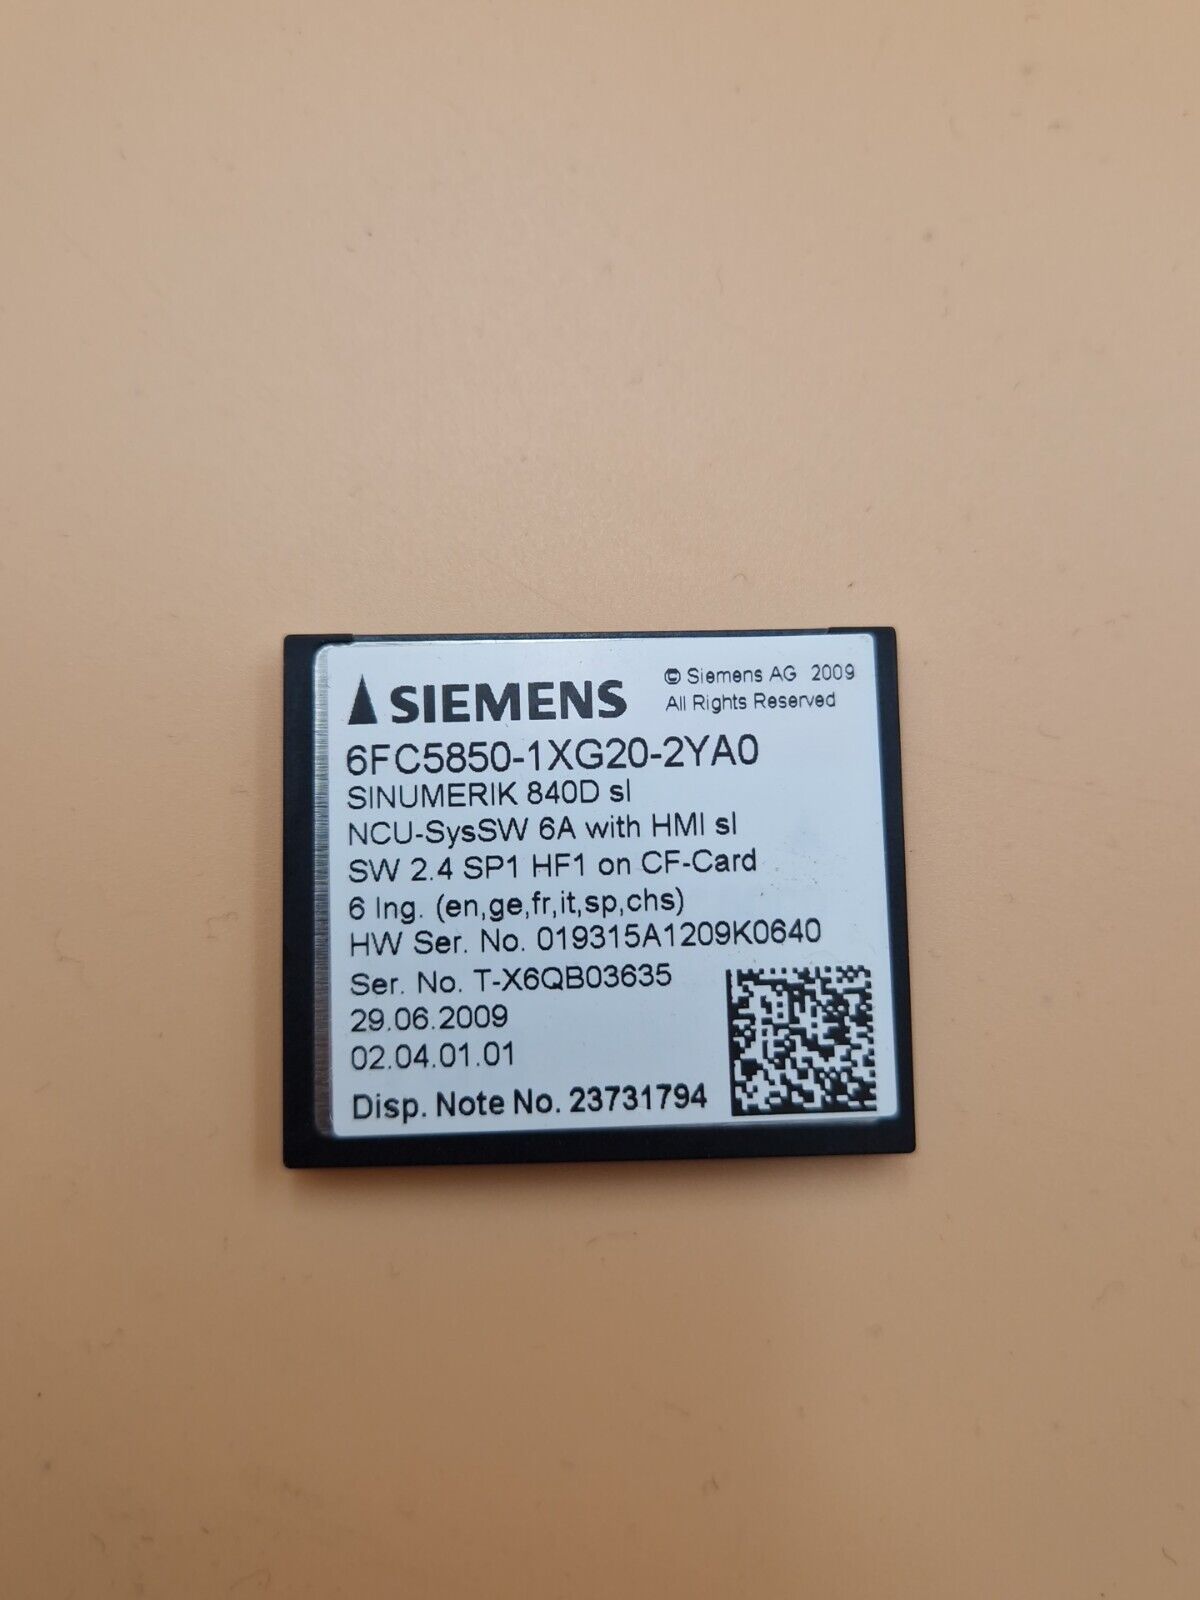 SIEMENS
© Siemens AG 2009
All Rights Reserved
6FC5850-1XG20-2YA0
SINUMERIK 840D sl
NCU-SysSW 6A with HMI sl
SW 2.4 SP1 HF1 on CF-Card
6 lng. (en,ge,fr,it,sp,chs)
HW Ser. No. 019315A1209K0640
Ser. No. T-X6QB03635
29.06.2009
02.04.01.01
Disp. Note No. 23731794